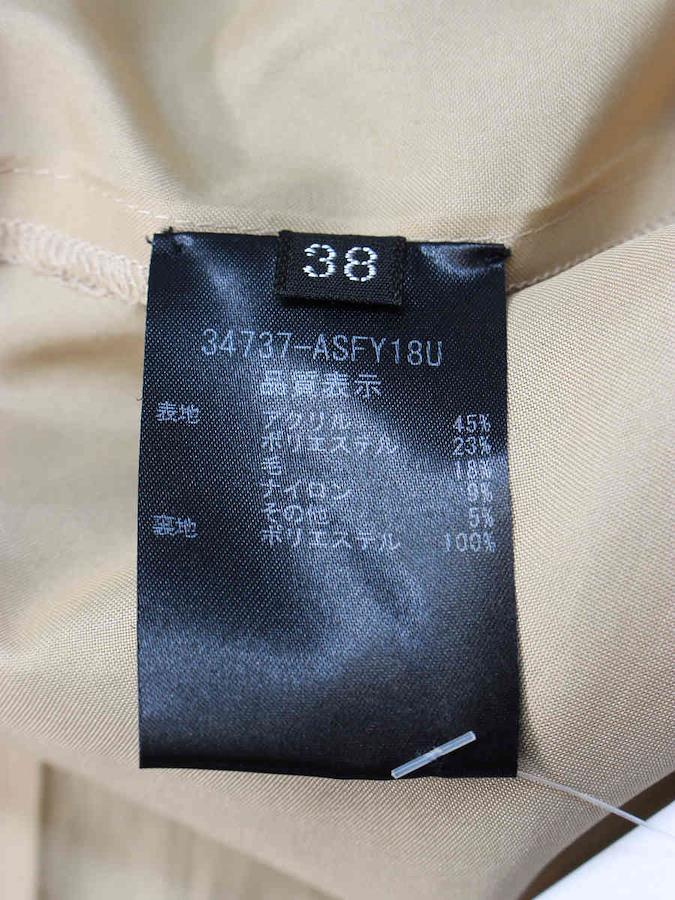 38
34737-ASFY18U
品質表示
表地 アクリル 45%
ポリエステル 23%
毛 18%
ナイロン 9%
その他 5%
裏地 ポリエステル 100%